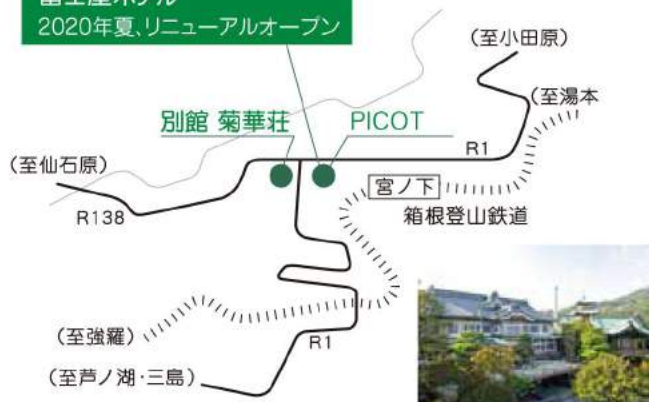 2020年夏、リニューアルオープン
(至小田原)
(至湯本
別館 菊華荘
PICOT
R1
(至仙石原)
宮ノ下
R138
箱根登山鉄道
(至強羅)
R1
(至芦ノ湖・三島)